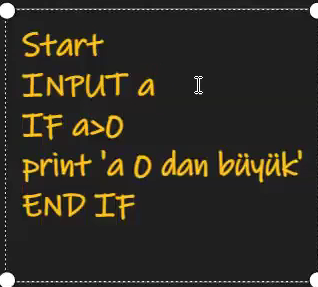 Start
INPUT a
IF a>0
print 'a 0 dan büyük'
END IF